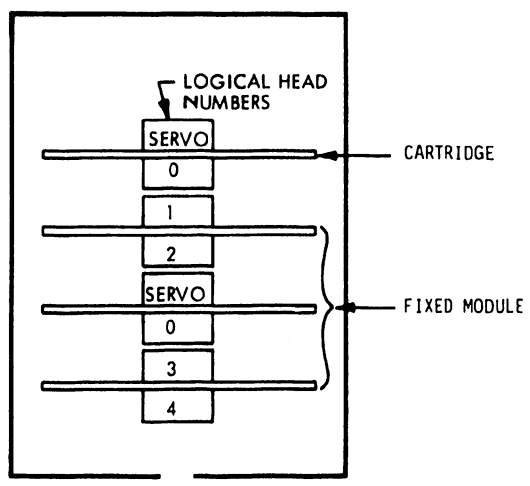 LOGICAL HEAD
NUMBERS
SERVO
CARTRIDGE
0
1
2
SERVO
FIXED MODULE
0
3
4